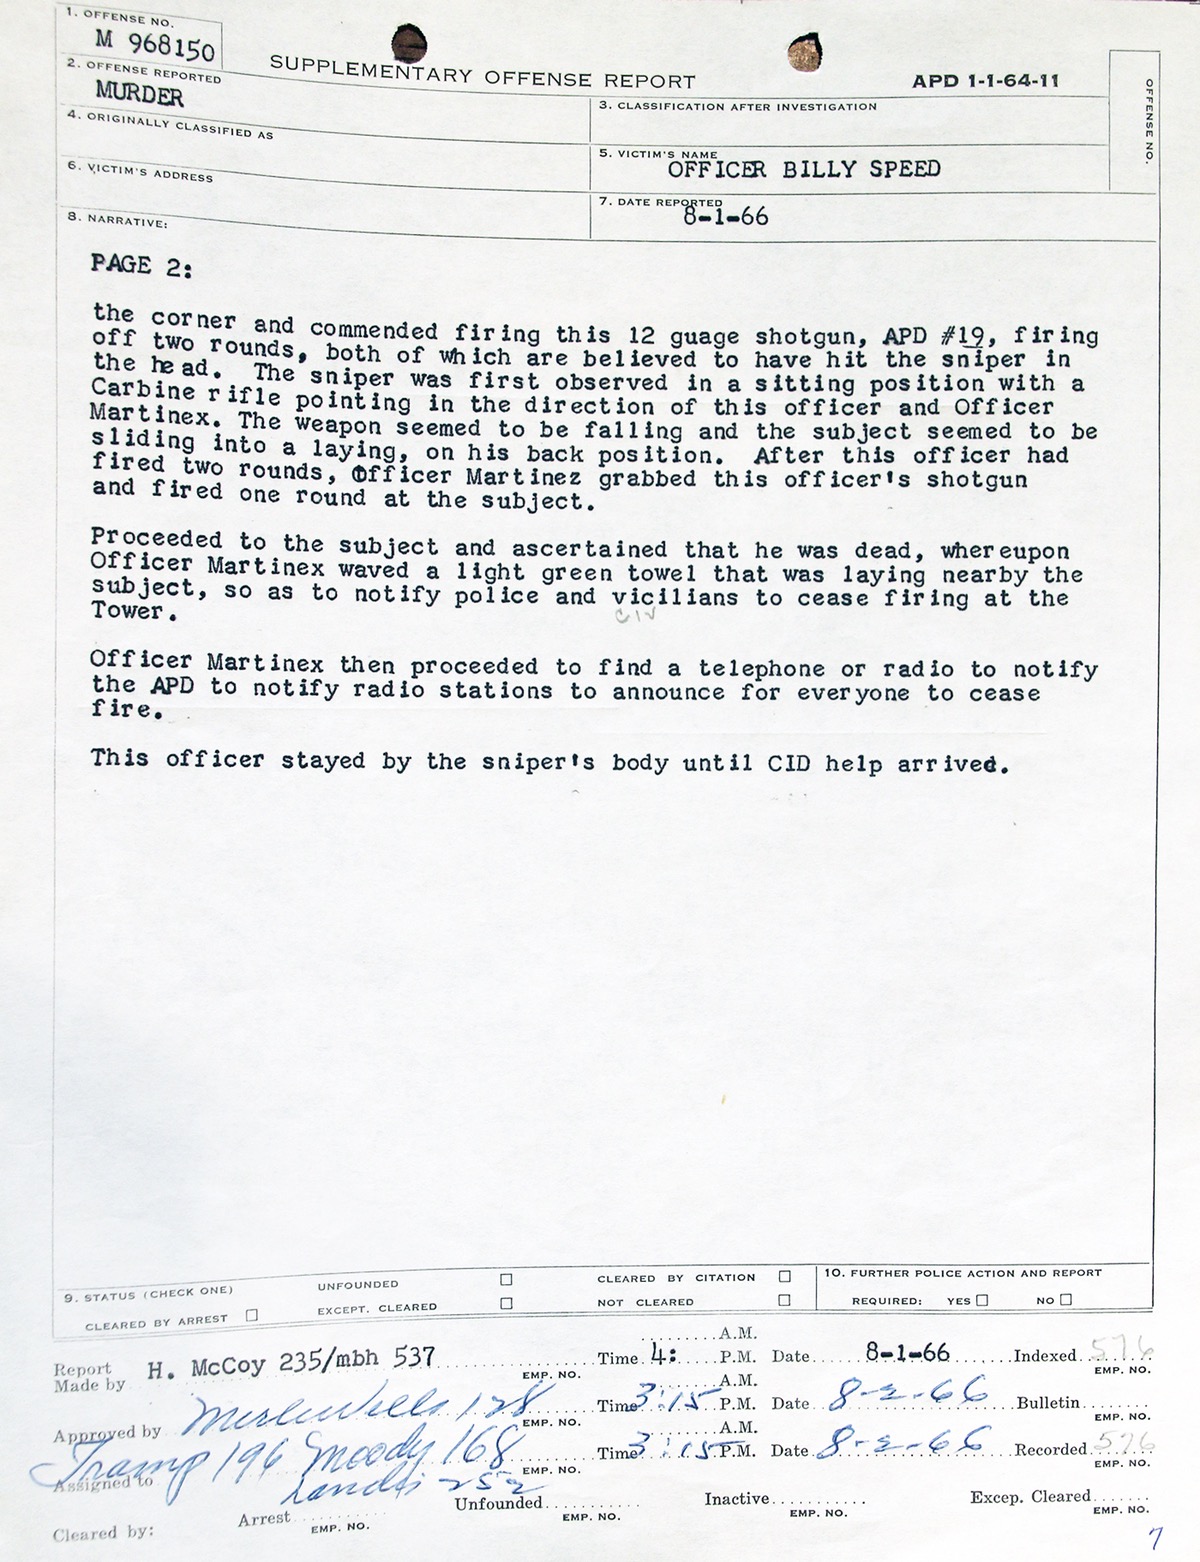 1. OFFENSE NO.
M 968150
SUPPLEMENTARY OFFENSE REPORT
APD 1-1-64-11
OFFENSE NO.
2. OFFENSE REPORTED
MURDER
3. CLASSIFICATION AFTER INVESTIGATION
4. ORIGINALLY CLASSIFIED AS
5. VICTIM'S NAME
OFFICER BILLY SPEED
6. VICTIM'S ADDRESS
7. DATE REPORTED
8-1-66
8. NARRATIVE:
PAGE 2:
the corner and commended firing this 12 guage shotgun, APD #19, firing
off two rounds, both of which are believed to have hit the sniper in
the head. The sniper was first observed in a sitting position with a
Carbine rifle pointing in the direction of this officer and Officer
Martinex. The weapon seemed to be falling and the subject seemed to be
sliding into a laying, on his back position. After this officer had
fired two rounds, Officer Martinez grabbed this officer's shotgun
and fired one round at the subject.
Proceeded to the subject and ascertained that he was dead, whereupon
Officer Martinex waved a light green towel that was laying nearby the
subject, so as to notify police and vicilians to cease firing at the
CIV
Tower.
Officer Martinex then proceeded to find a telephone or radio to notify
the APD to notify radio stations to announce for everyone to cease
fire.
This officer stayed by the sniper's body until CID help arrived.
9. STATUS (CHECK ONE)
UNFOUNDED
CLEARED BY CITATION
10. FURTHER POLICE ACTION AND REPORT
CLEARED BY ARREST
EXCEPT. CLEARED
NOT CLEARED
REQUIRED: YES NO
Report Made by H. McCoy 235/mbh 537 EMP. NO. Time 4: A.M. P.M. Date 8-1-66 Indexed 576 EMP. NO.
Approved by Merle Wells 128 EMP. NO. Time 3:15 A.M. P.M. Date 8-2-66 Bulletin EMP. NO.
Assigned to Tramp 196 Moody 168 EMP. NO. Time 3:15 A.M. P.M. Date 8-2-66 Recorded 576 EMP. NO.
Landis 252
Cleared by: Arrest EMP. NO. Unfounded EMP. NO. Inactive EMP. NO. Excep. Cleared EMP. NO.
7